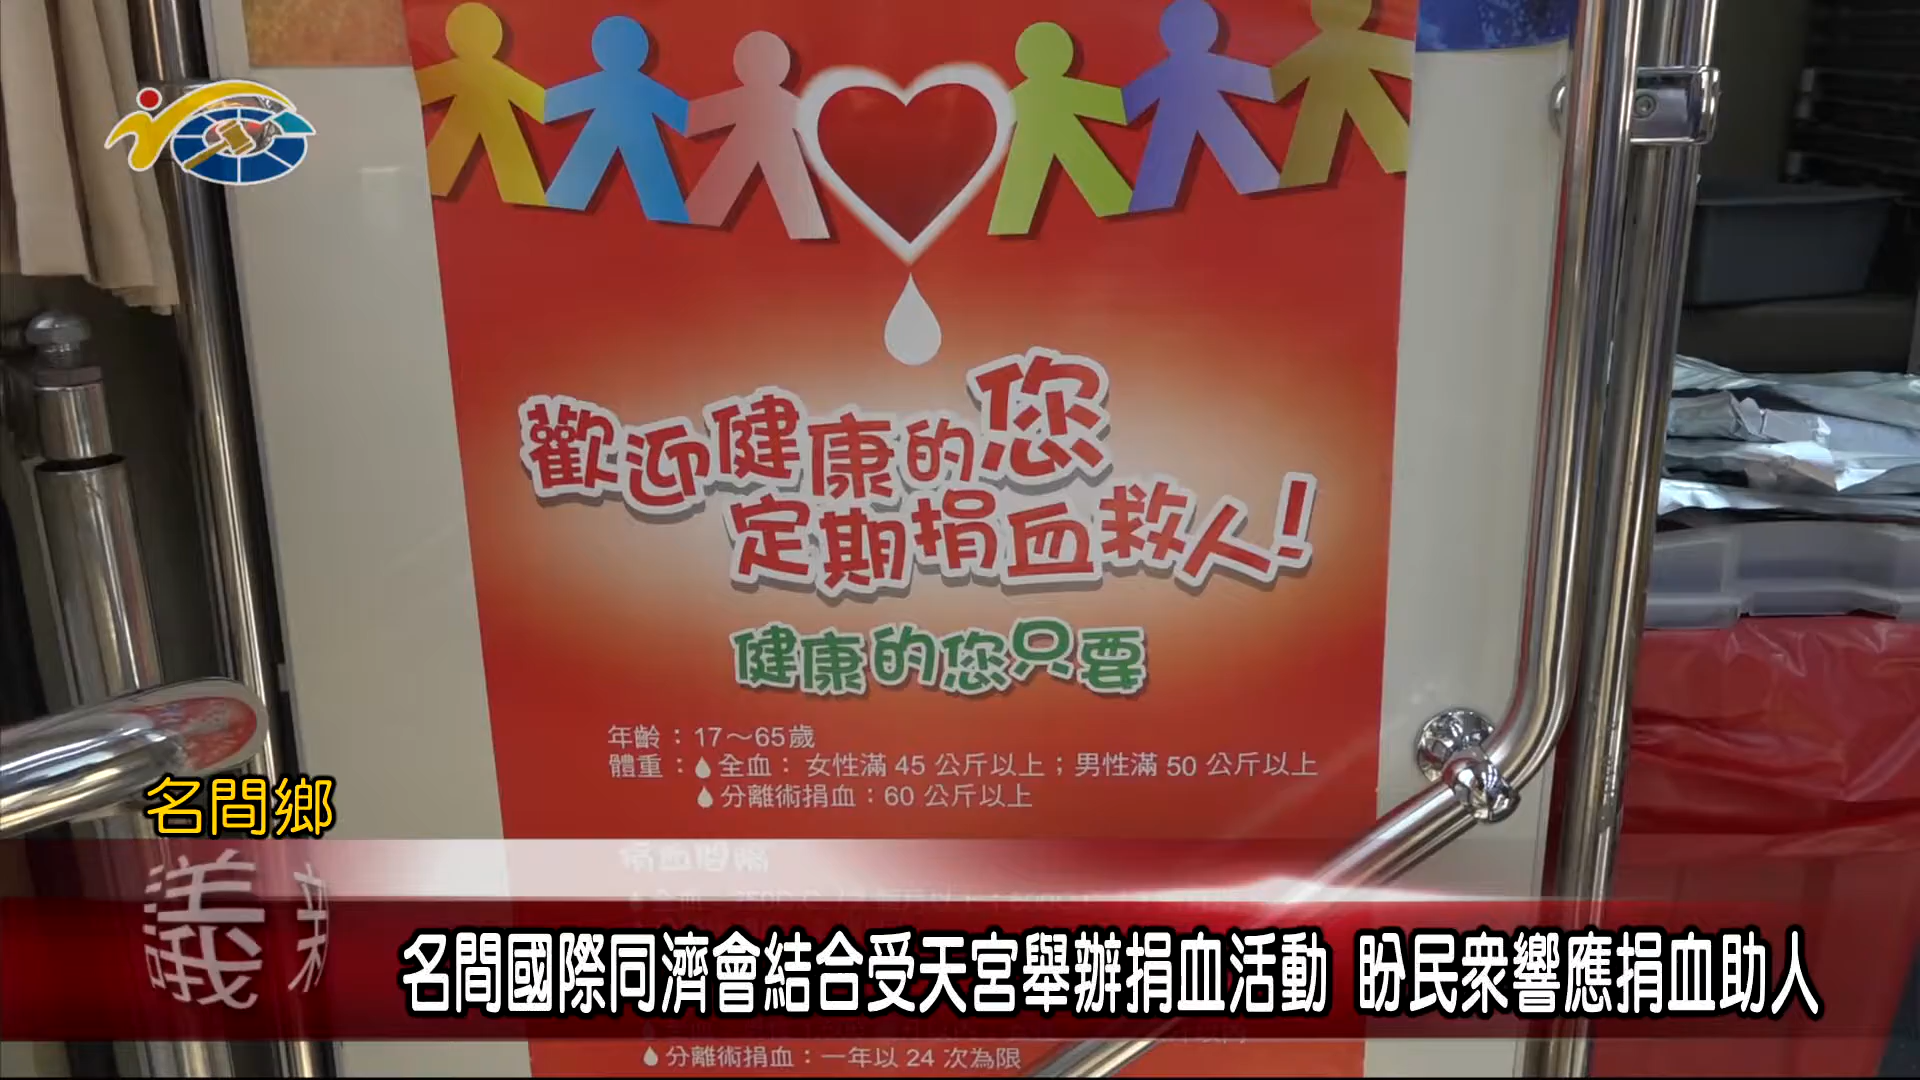 歡迎健康的您
定期捐血救人!
健康的您只要
年齡：17～65歲
體重：全血：女性滿 45 公斤以上；男性滿 50 公斤以上
分離術捐血：60 公斤以上
名間鄉
捐血間隔
議
名間國際同濟會結合受天宮舉辦捐血活動 盼民眾響應捐血助人
分離術捐血：一年以 24 次為限